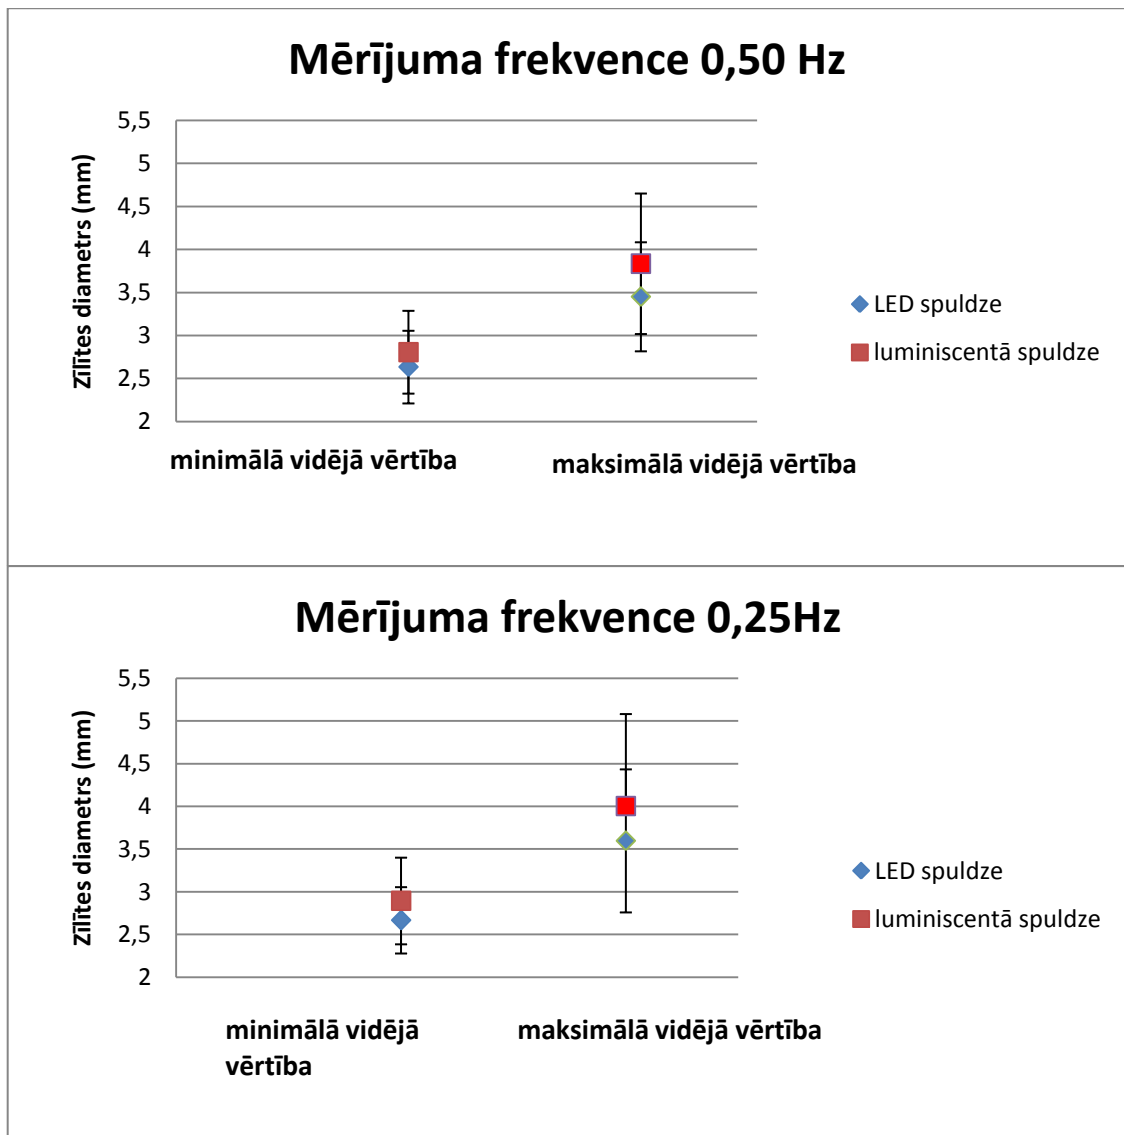 Mērījuma frekvence 0,50 Hz
Zīlītes diametrs (mm)
5,5
5
4,5
4
3,5
3
2,5
2
minimālā vidējā vērtība
maksimālā vidējā vērtība
LED spuldze
luminiscentā spuldze
Mērījuma frekvence 0,25Hz
Zīlītes diametrs (mm)
5,5
5
4,5
4
3,5
3
2,5
2
minimālā vidējā
vērtība
maksimālā vidējā vērtība
LED spuldze
luminiscentā spuldze